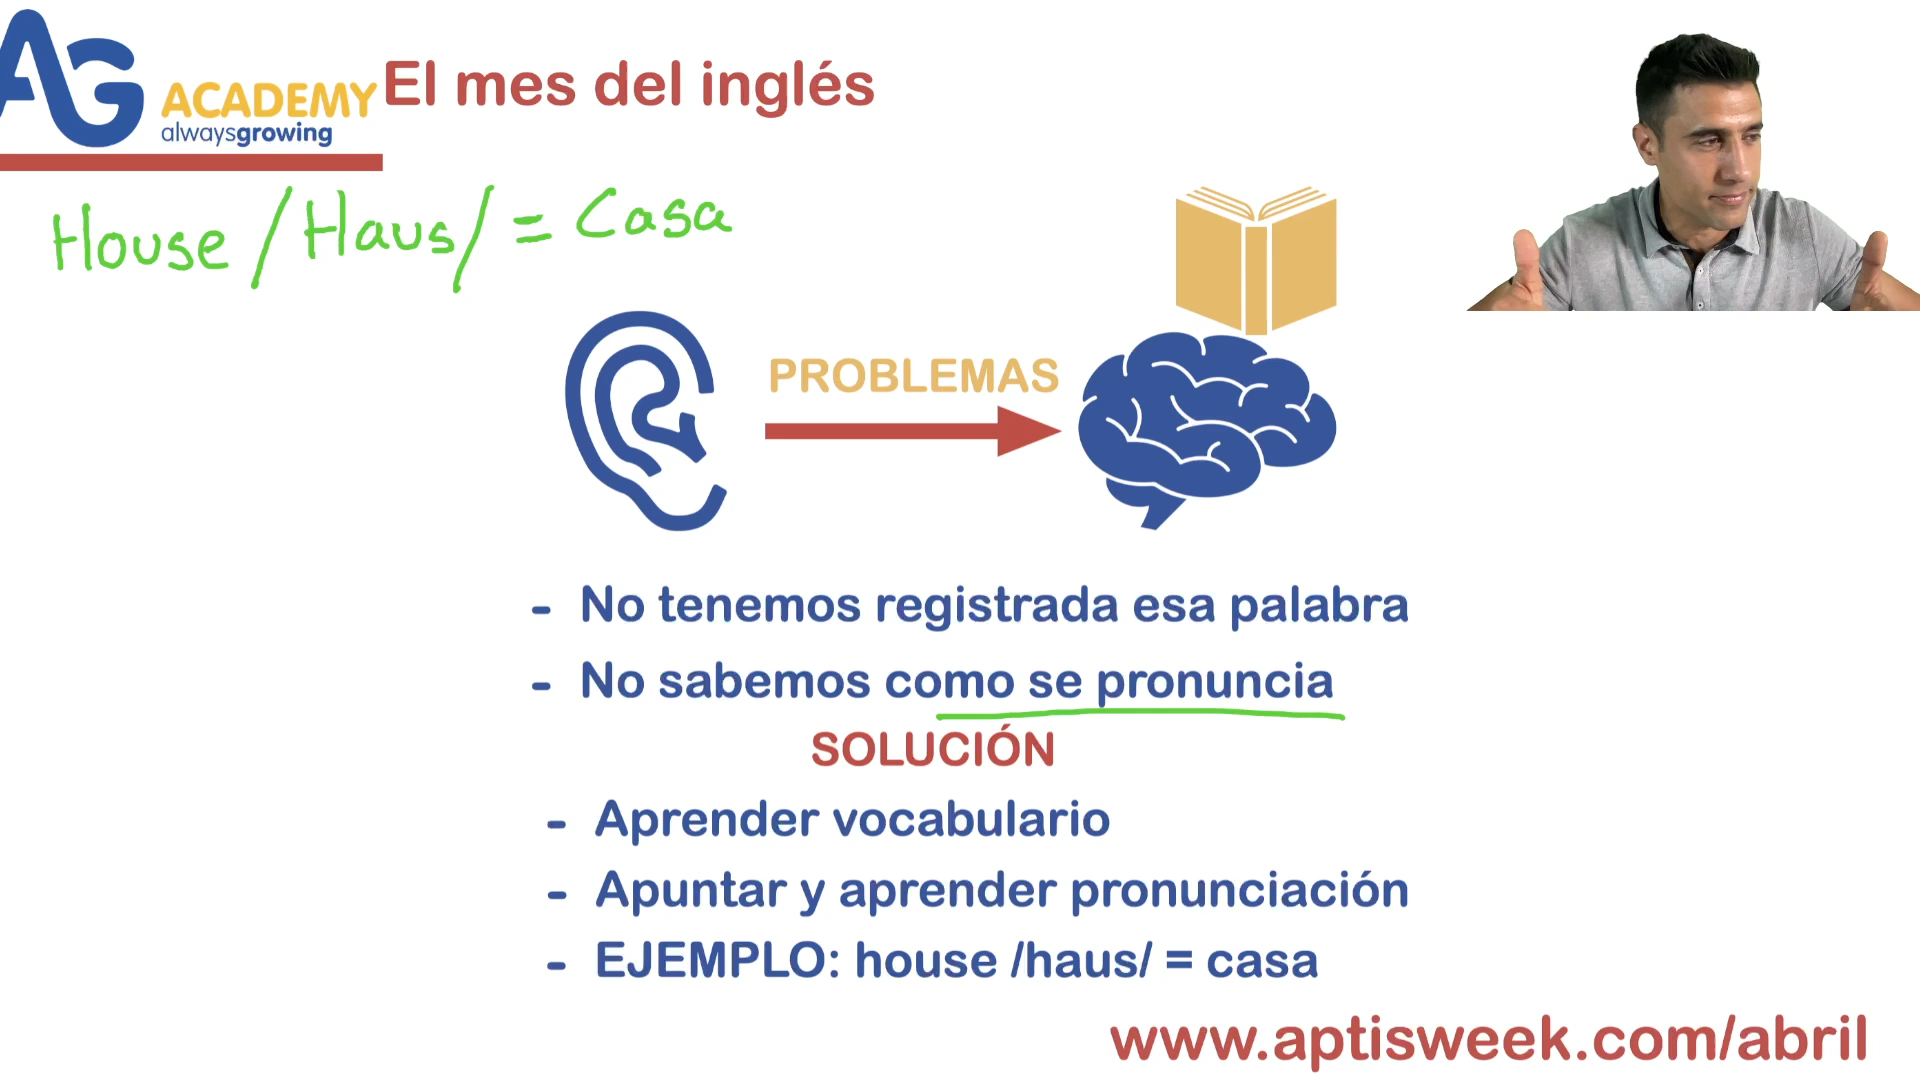 AG ACADEMY
alwaysgrowing
El mes del inglés
House /Haus/ = Casa
PROBLEMAS
- No tenemos registrada esa palabra
- No sabemos como se pronuncia
SOLUCIÓN
- Aprender vocabulario
- Apuntar y aprender pronunciación
- EJEMPLO: house /haus/ = casa
www.aptisweek.com/abril